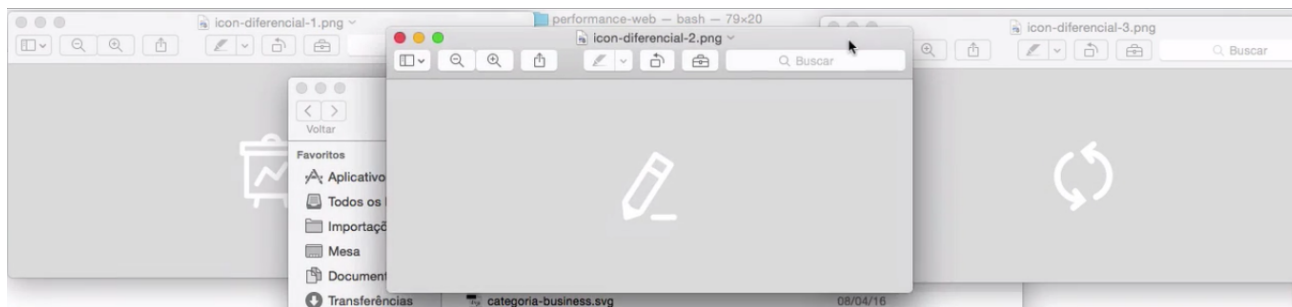 icon-diferencial-1.png
performance-web — bash — 79×20
icon-diferencial-2.png
icon-diferencial-3.png
Buscar
Buscar
Voltar
Favoritos
Aplicativo
Todos os
Importaçõ
Mesa
Document
Transferências
categoria-business.svg
08/04/16